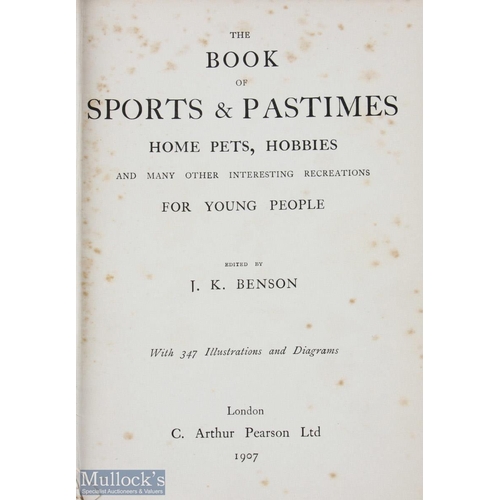 THE
BOOK
OF
SPORTS & PASTIMES
HOME PETS, HOBBIES
AND MANY OTHER INTERESTING RECREATIONS
FOR YOUNG PEOPLE
EDITED BY
J. K. BENSON
With 347 Illustrations and Diagrams
London
C. Arthur Pearson Ltd
1907
Mullock's
Specialist Auctioneers & Valuers